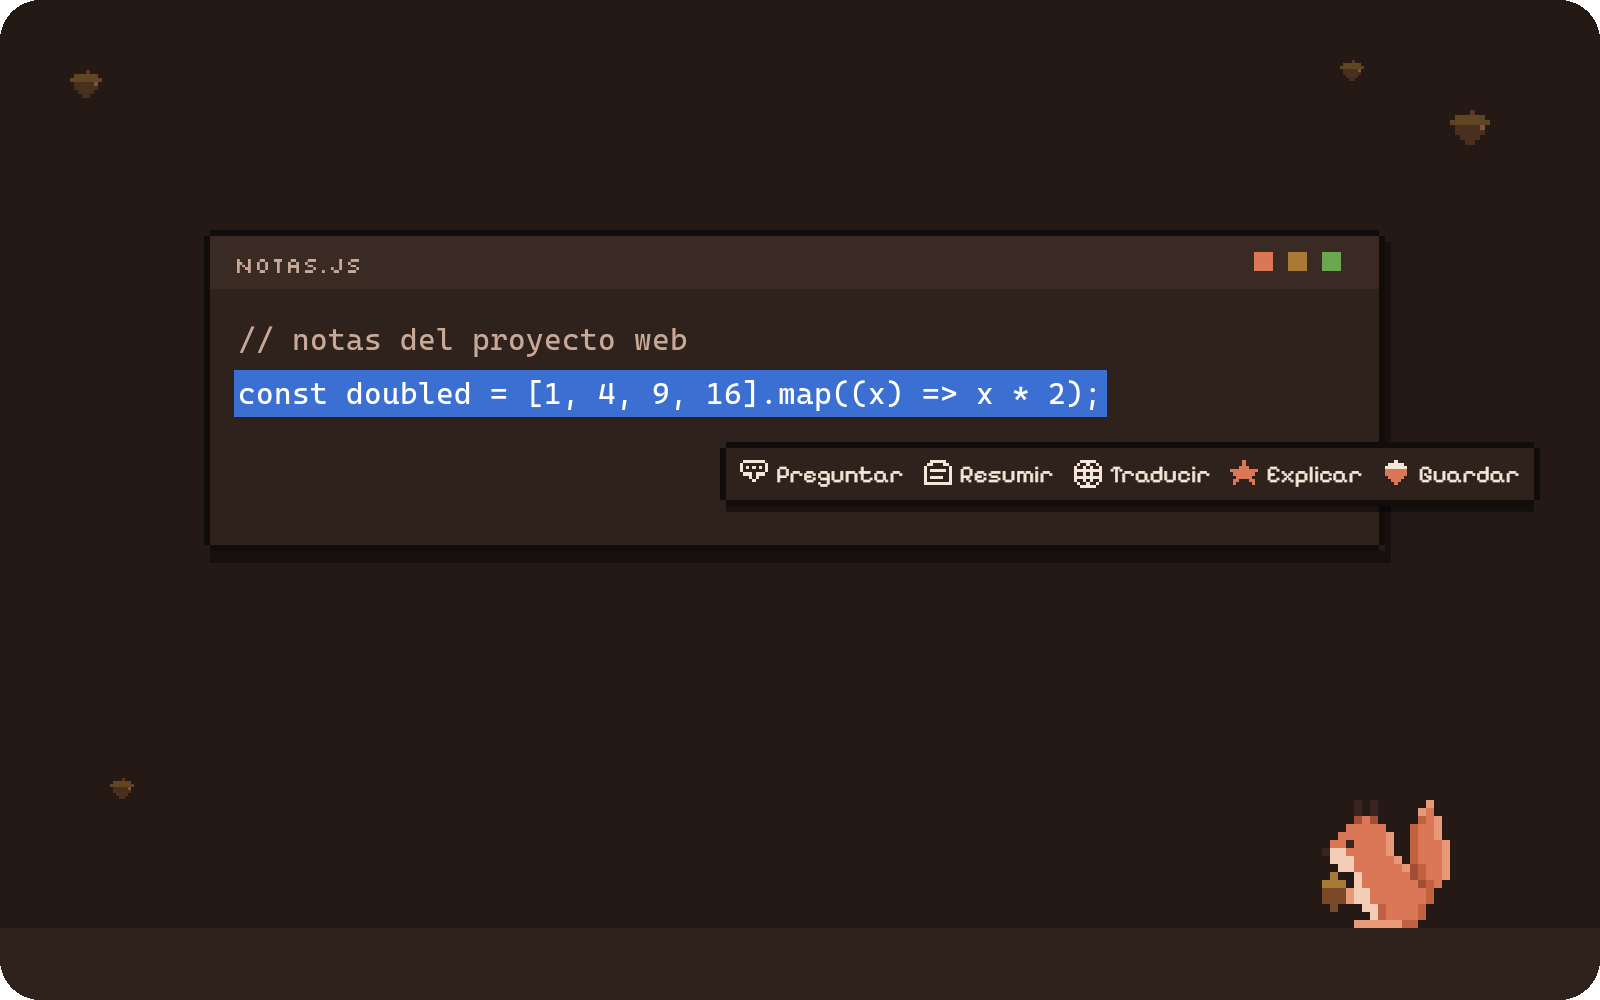 NOTAS.JS
// notas del proyecto web
const doubled = [1, 4, 9, 16].map((x) => x * 2);
Preguntar Resumir Traducir Explicar Guardar